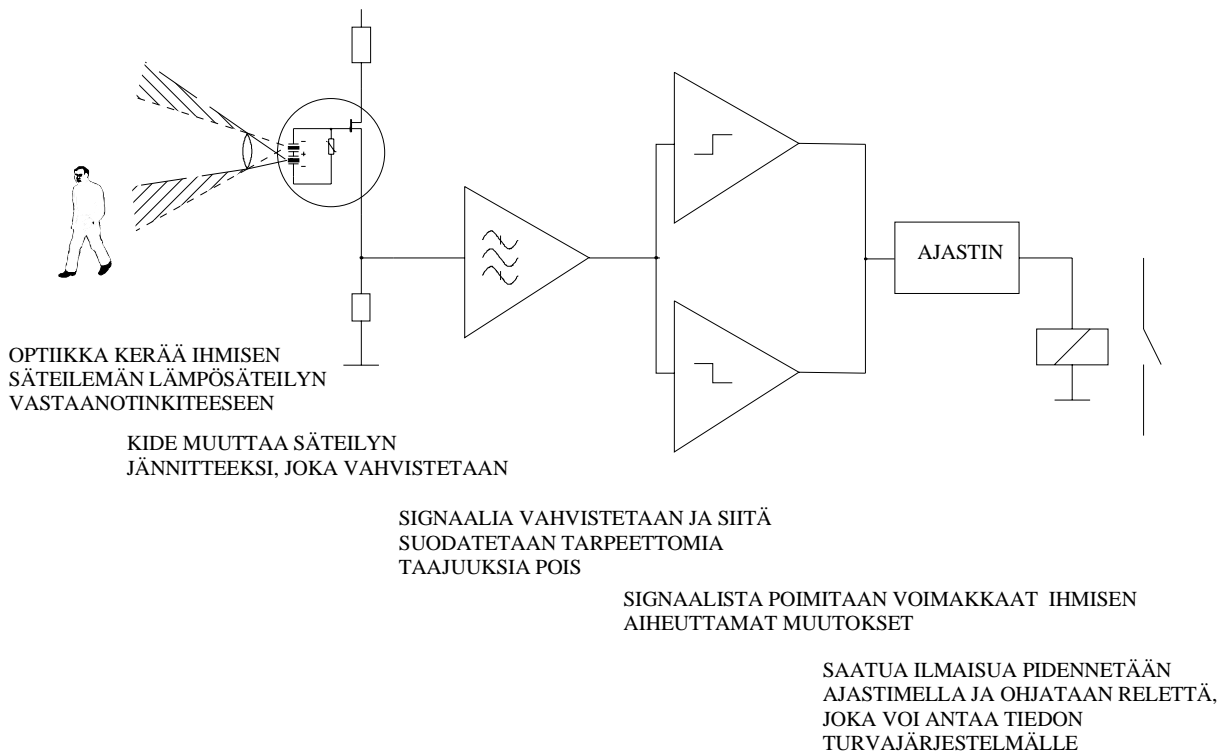 AJASTIN
OPTIIKKA KERÄÄ IHMISEN
SÄTEILEMÄN LÄMPÖSÄTEILYN
VASTAANOTINKITEESEEN
KIDE MUUTTAA SÄTEILYN
JÄNNITTEEKSI, JOKA VAHVISTETAAN
SIGNAALIA VAHVISTETAAN JA SIITÄ
SUODATETAAN TARPEETTOMIA
TAAJUUKSIA POIS
SIGNAALISTA POIMITAAN VOIMAKKAAT IHMISEN
AIHEUTTAMAT MUUTOKSET
SAATUA ILMAISUA PIDENNETÄÄN
AJASTIMELLA JA OHJATAAN RELETTÄ,
JOKA VOI ANTAA TIEDON
TURVAJÄRJESTELMÄLLE